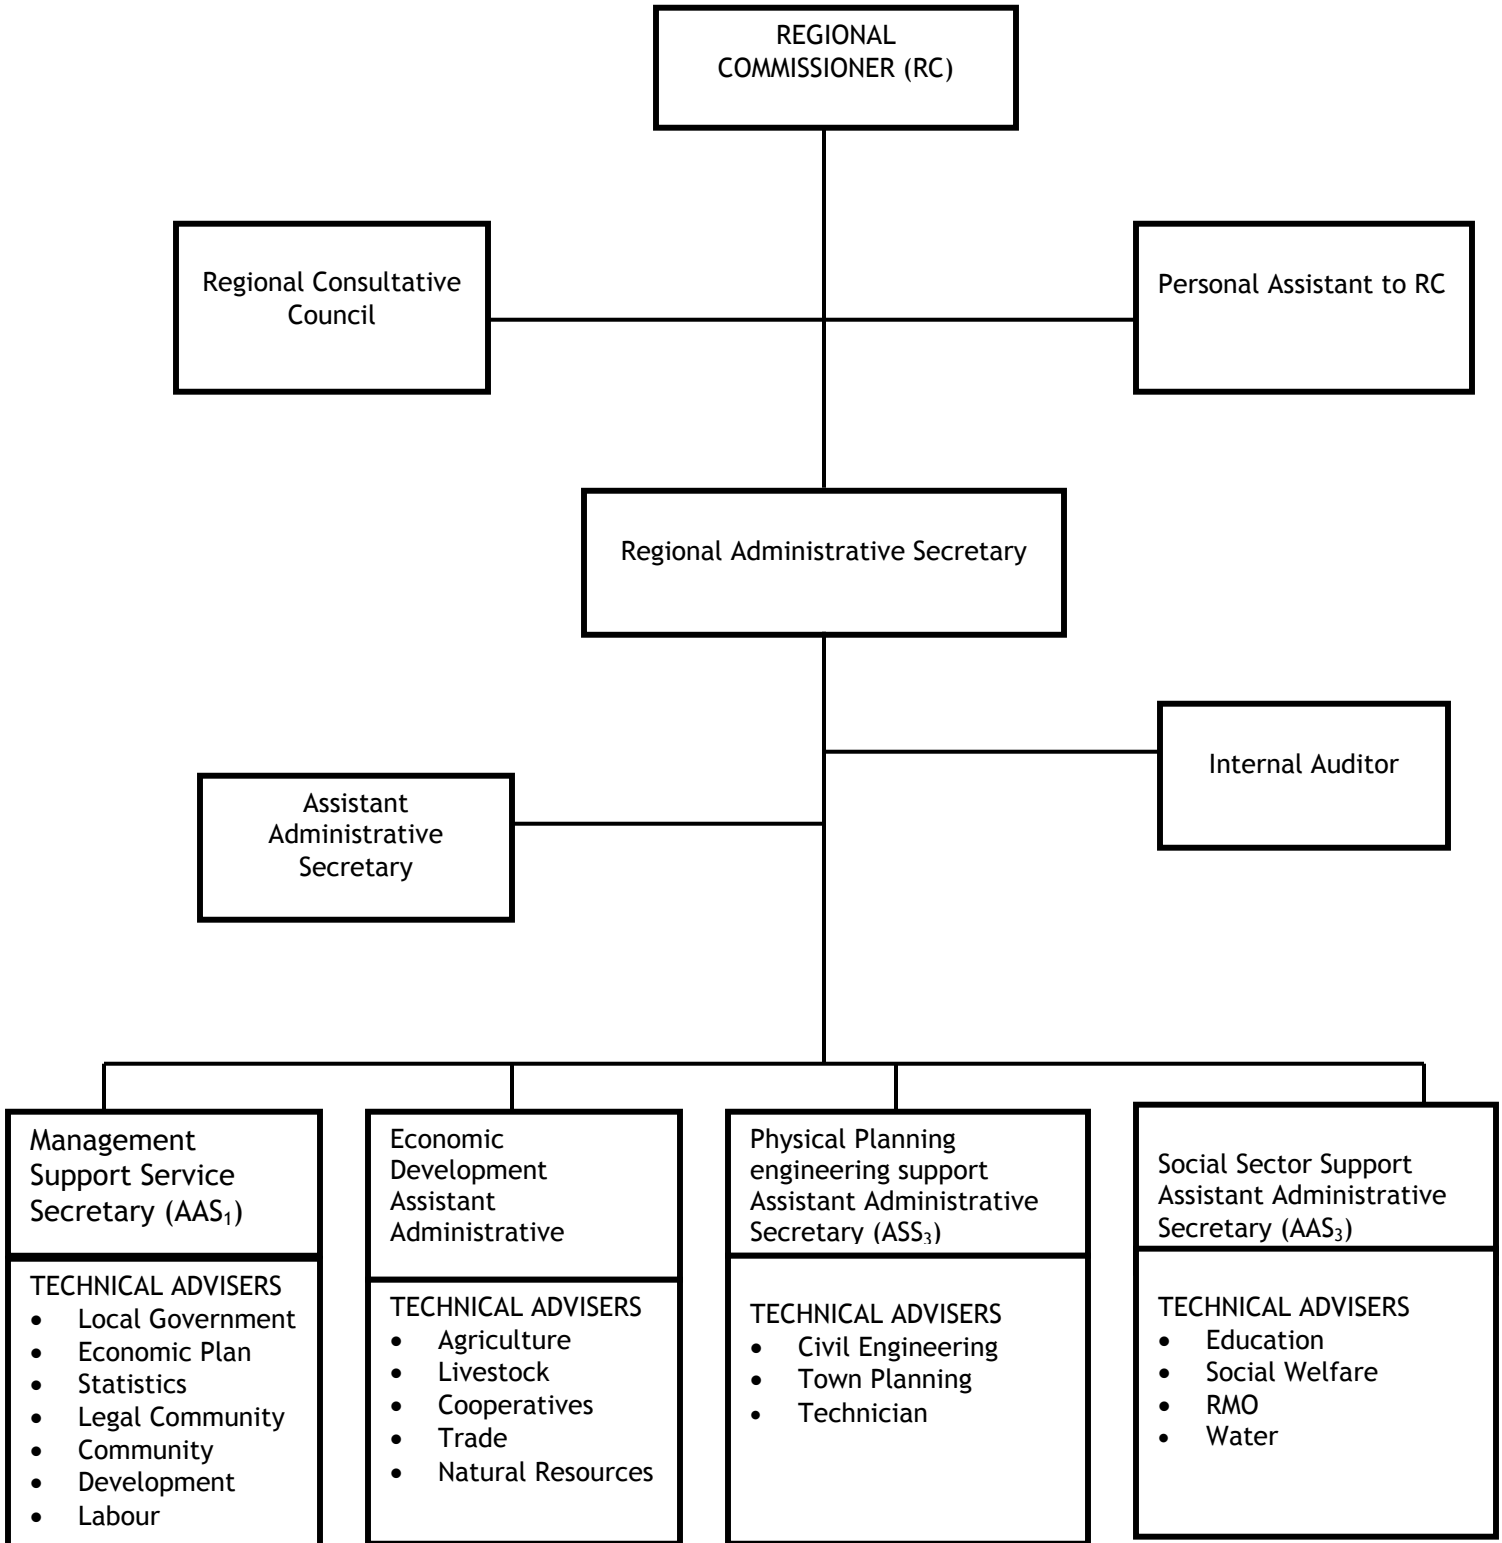 REGIONAL
COMMISSIONER (RC)
Regional Consultative
Council
Personal Assistant to RC
Regional Administrative Secretary
Internal Auditor
Assistant
Administrative
Secretary
Management
Support Service
Secretary (AAS₁)
TECHNICAL ADVISERS
• Local Government
• Economic Plan
• Statistics
• Legal Community
• Community
• Development
• Labour
Economic
Development
Assistant
Administrative
TECHNICAL ADVISERS
• Agriculture
• Livestock
• Cooperatives
• Trade
• Natural Resources
Physical Planning
engineering support
Assistant Administrative
Secretary (ASS₃)
TECHNICAL ADVISERS
• Civil Engineering
• Town Planning
• Technician
Social Sector Support
Assistant Administrative
Secretary (AAS₃)
TECHNICAL ADVISERS
• Education
• Social Welfare
• RMO
• Water